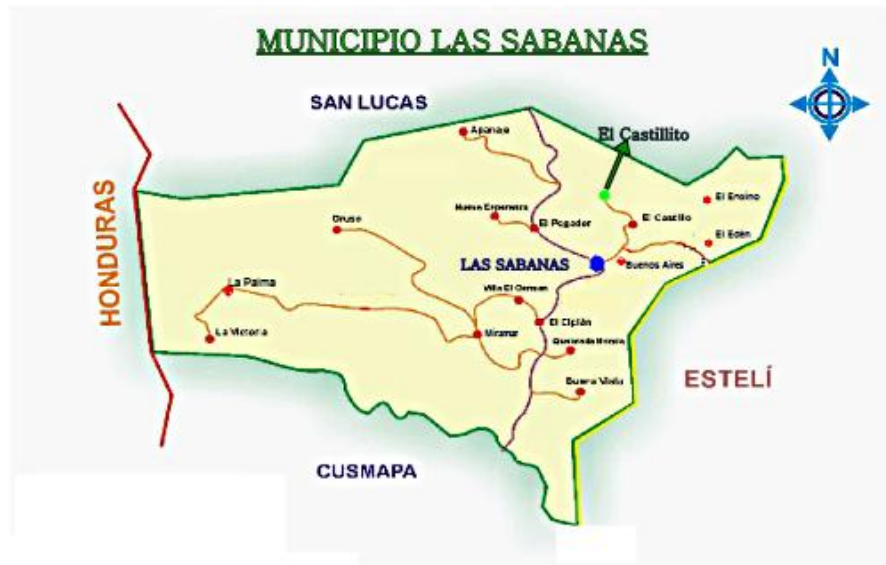 MUNICIPIO LAS SABANAS
N
SAN LUCAS
Apanaje
El Castillito
HONDURAS
El Encino
Nueva Esperanza
Oruse
El Pegador
El Castillo
El Edén
LAS SABANAS
Buenos Aires
La Palma
Villa El Carmen
La Victoria
Miramar
El Cipián
Quebrada Honda
Buena Vista
ESTELÍ
CUSMAPA